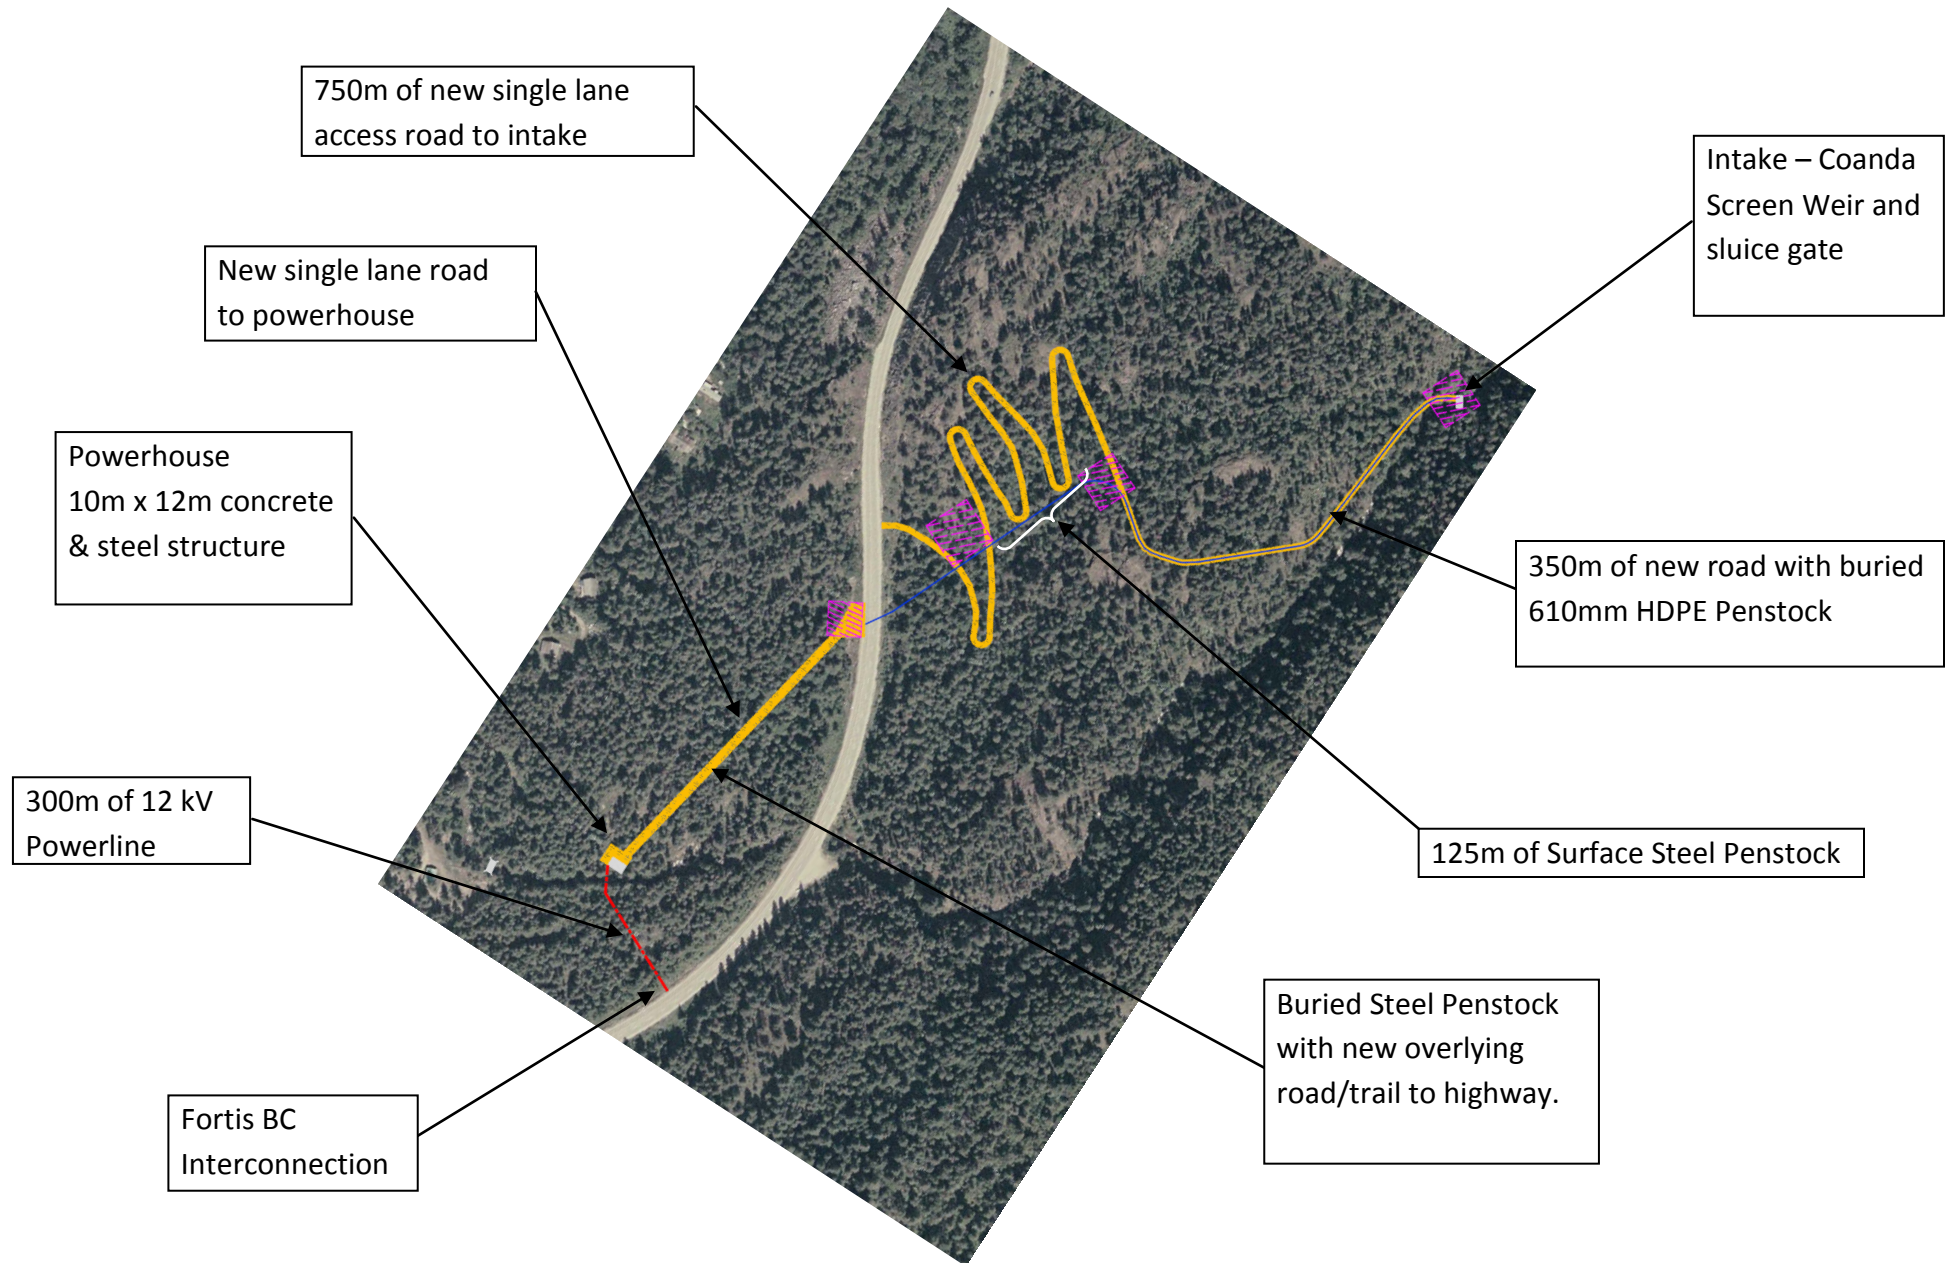 750m of new single lane
access road to intake
Intake – Coanda
Screen Weir and
sluice gate
New single lane road
to powerhouse
Powerhouse
10m x 12m concrete
& steel structure
350m of new road with buried
610mm HDPE Penstock
300m of 12 kV
Powerline
125m of Surface Steel Penstock
Buried Steel Penstock
with new overlying
road/trail to highway.
Fortis BC
Interconnection